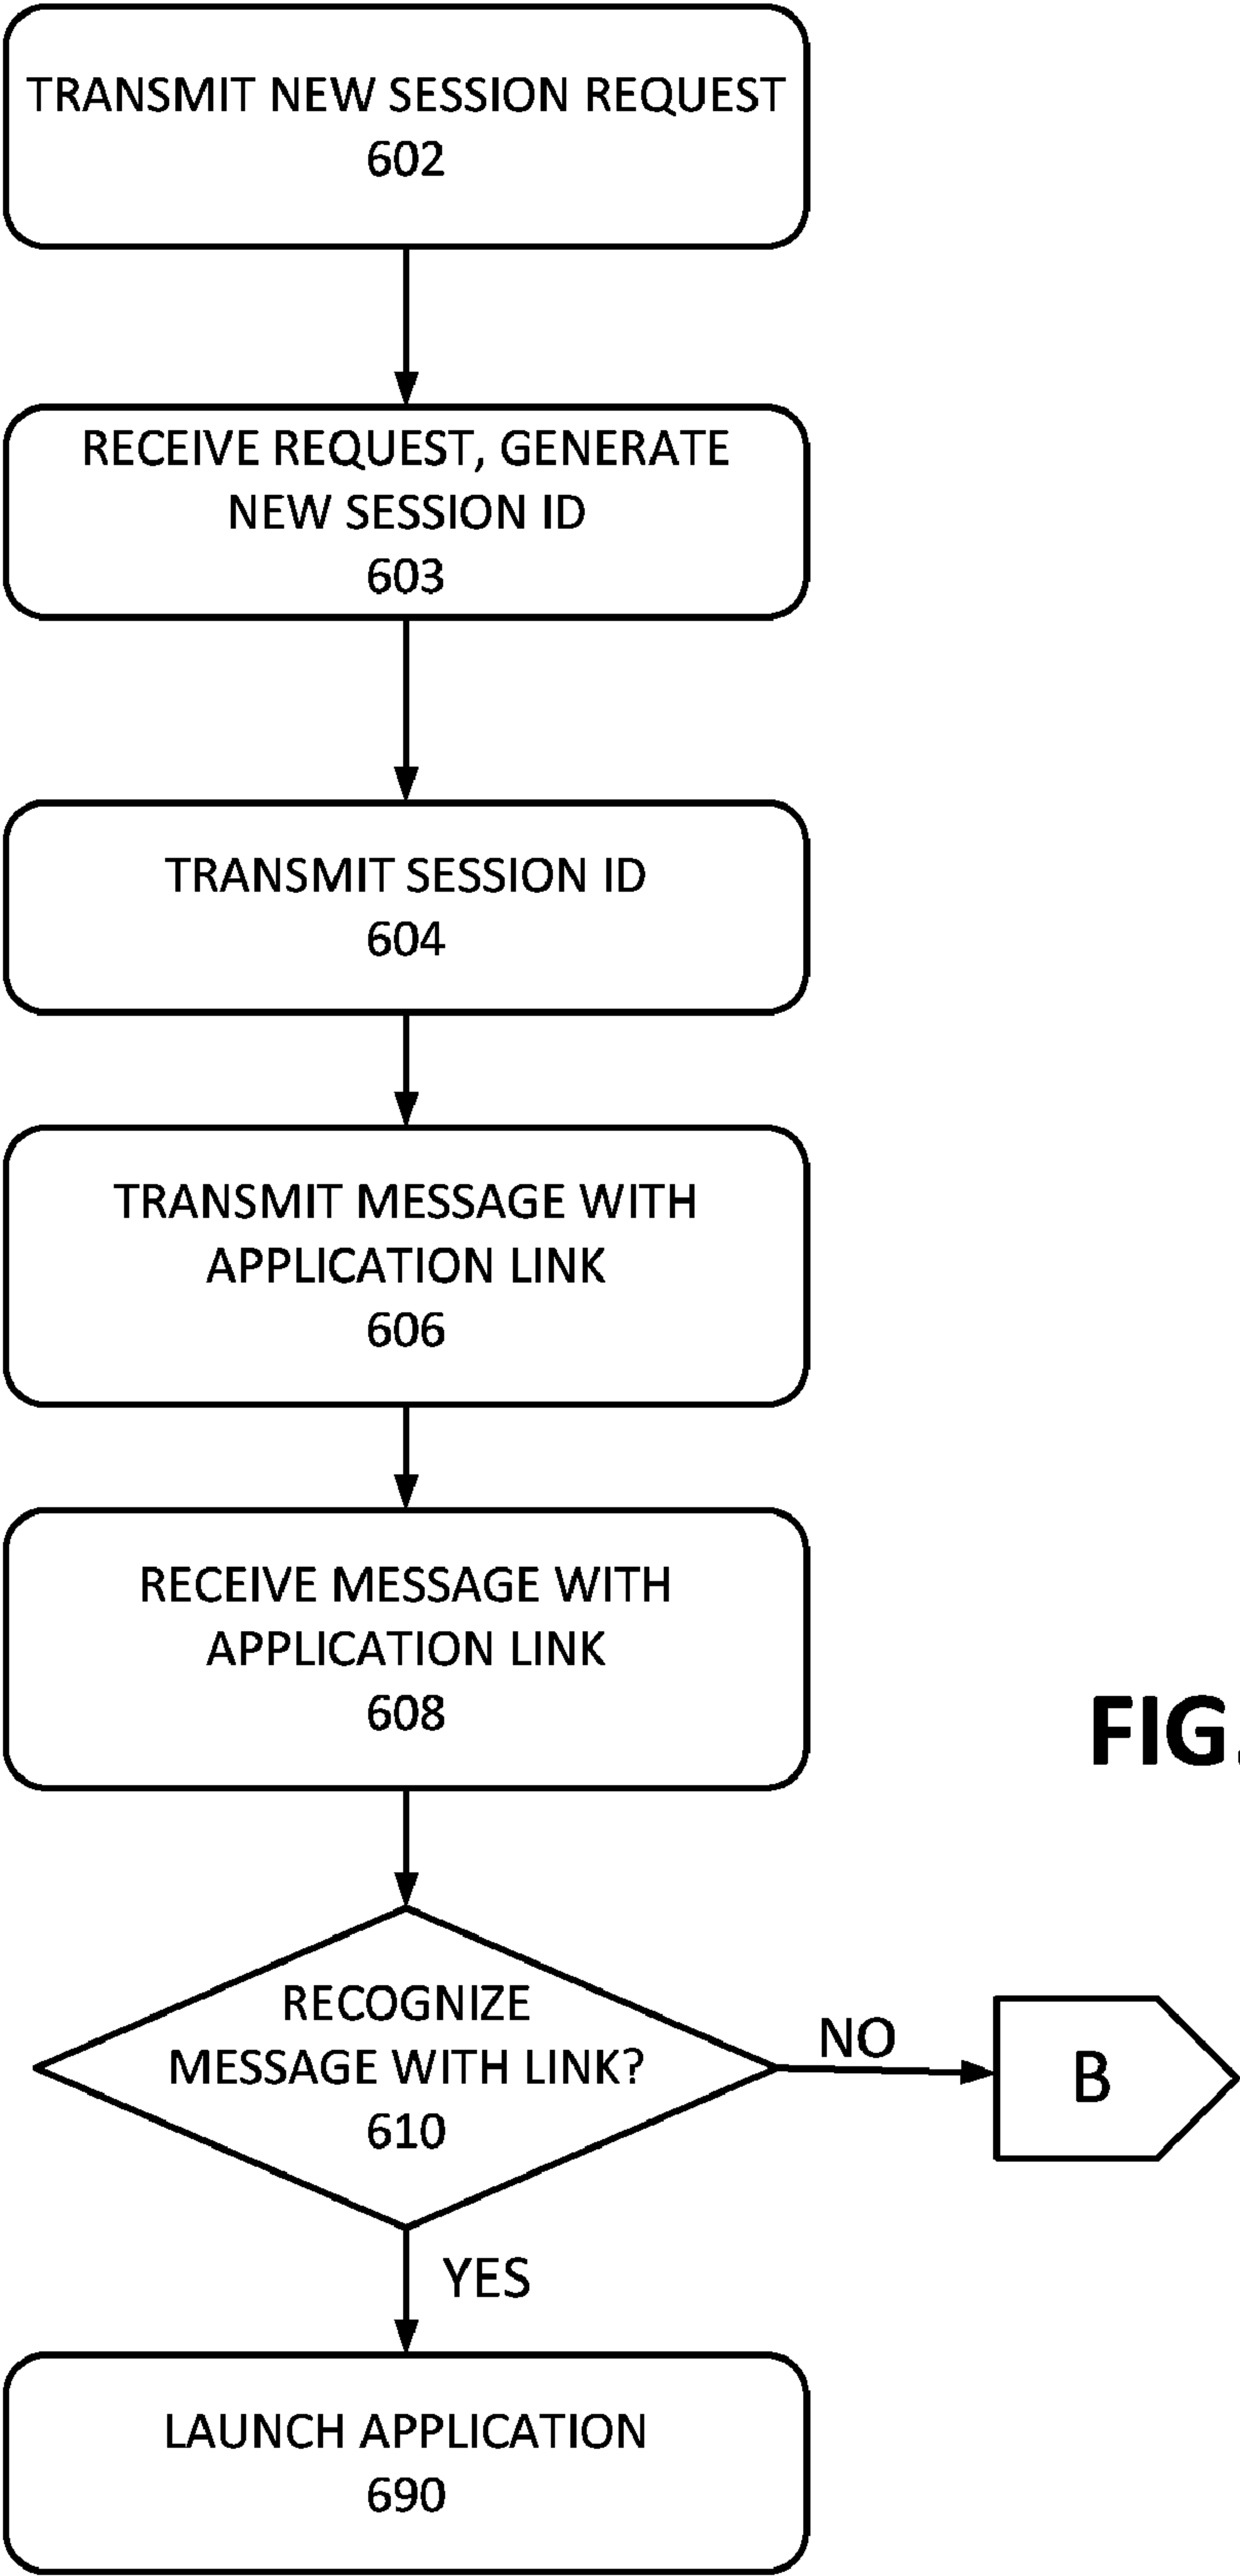 TRANSMIT NEW SESSION REQUEST
602
RECEIVE REQUEST, GENERATE
NEW SESSION ID
603
TRANSMIT SESSION ID
604
TRANSMIT MESSAGE WITH
APPLICATION LINK
606
RECEIVE MESSAGE WITH
APPLICATION LINK
608
FIG.
RECOGNIZE
MESSAGE WITH LINK?
610
NO
B
YES
LAUNCH APPLICATION
690